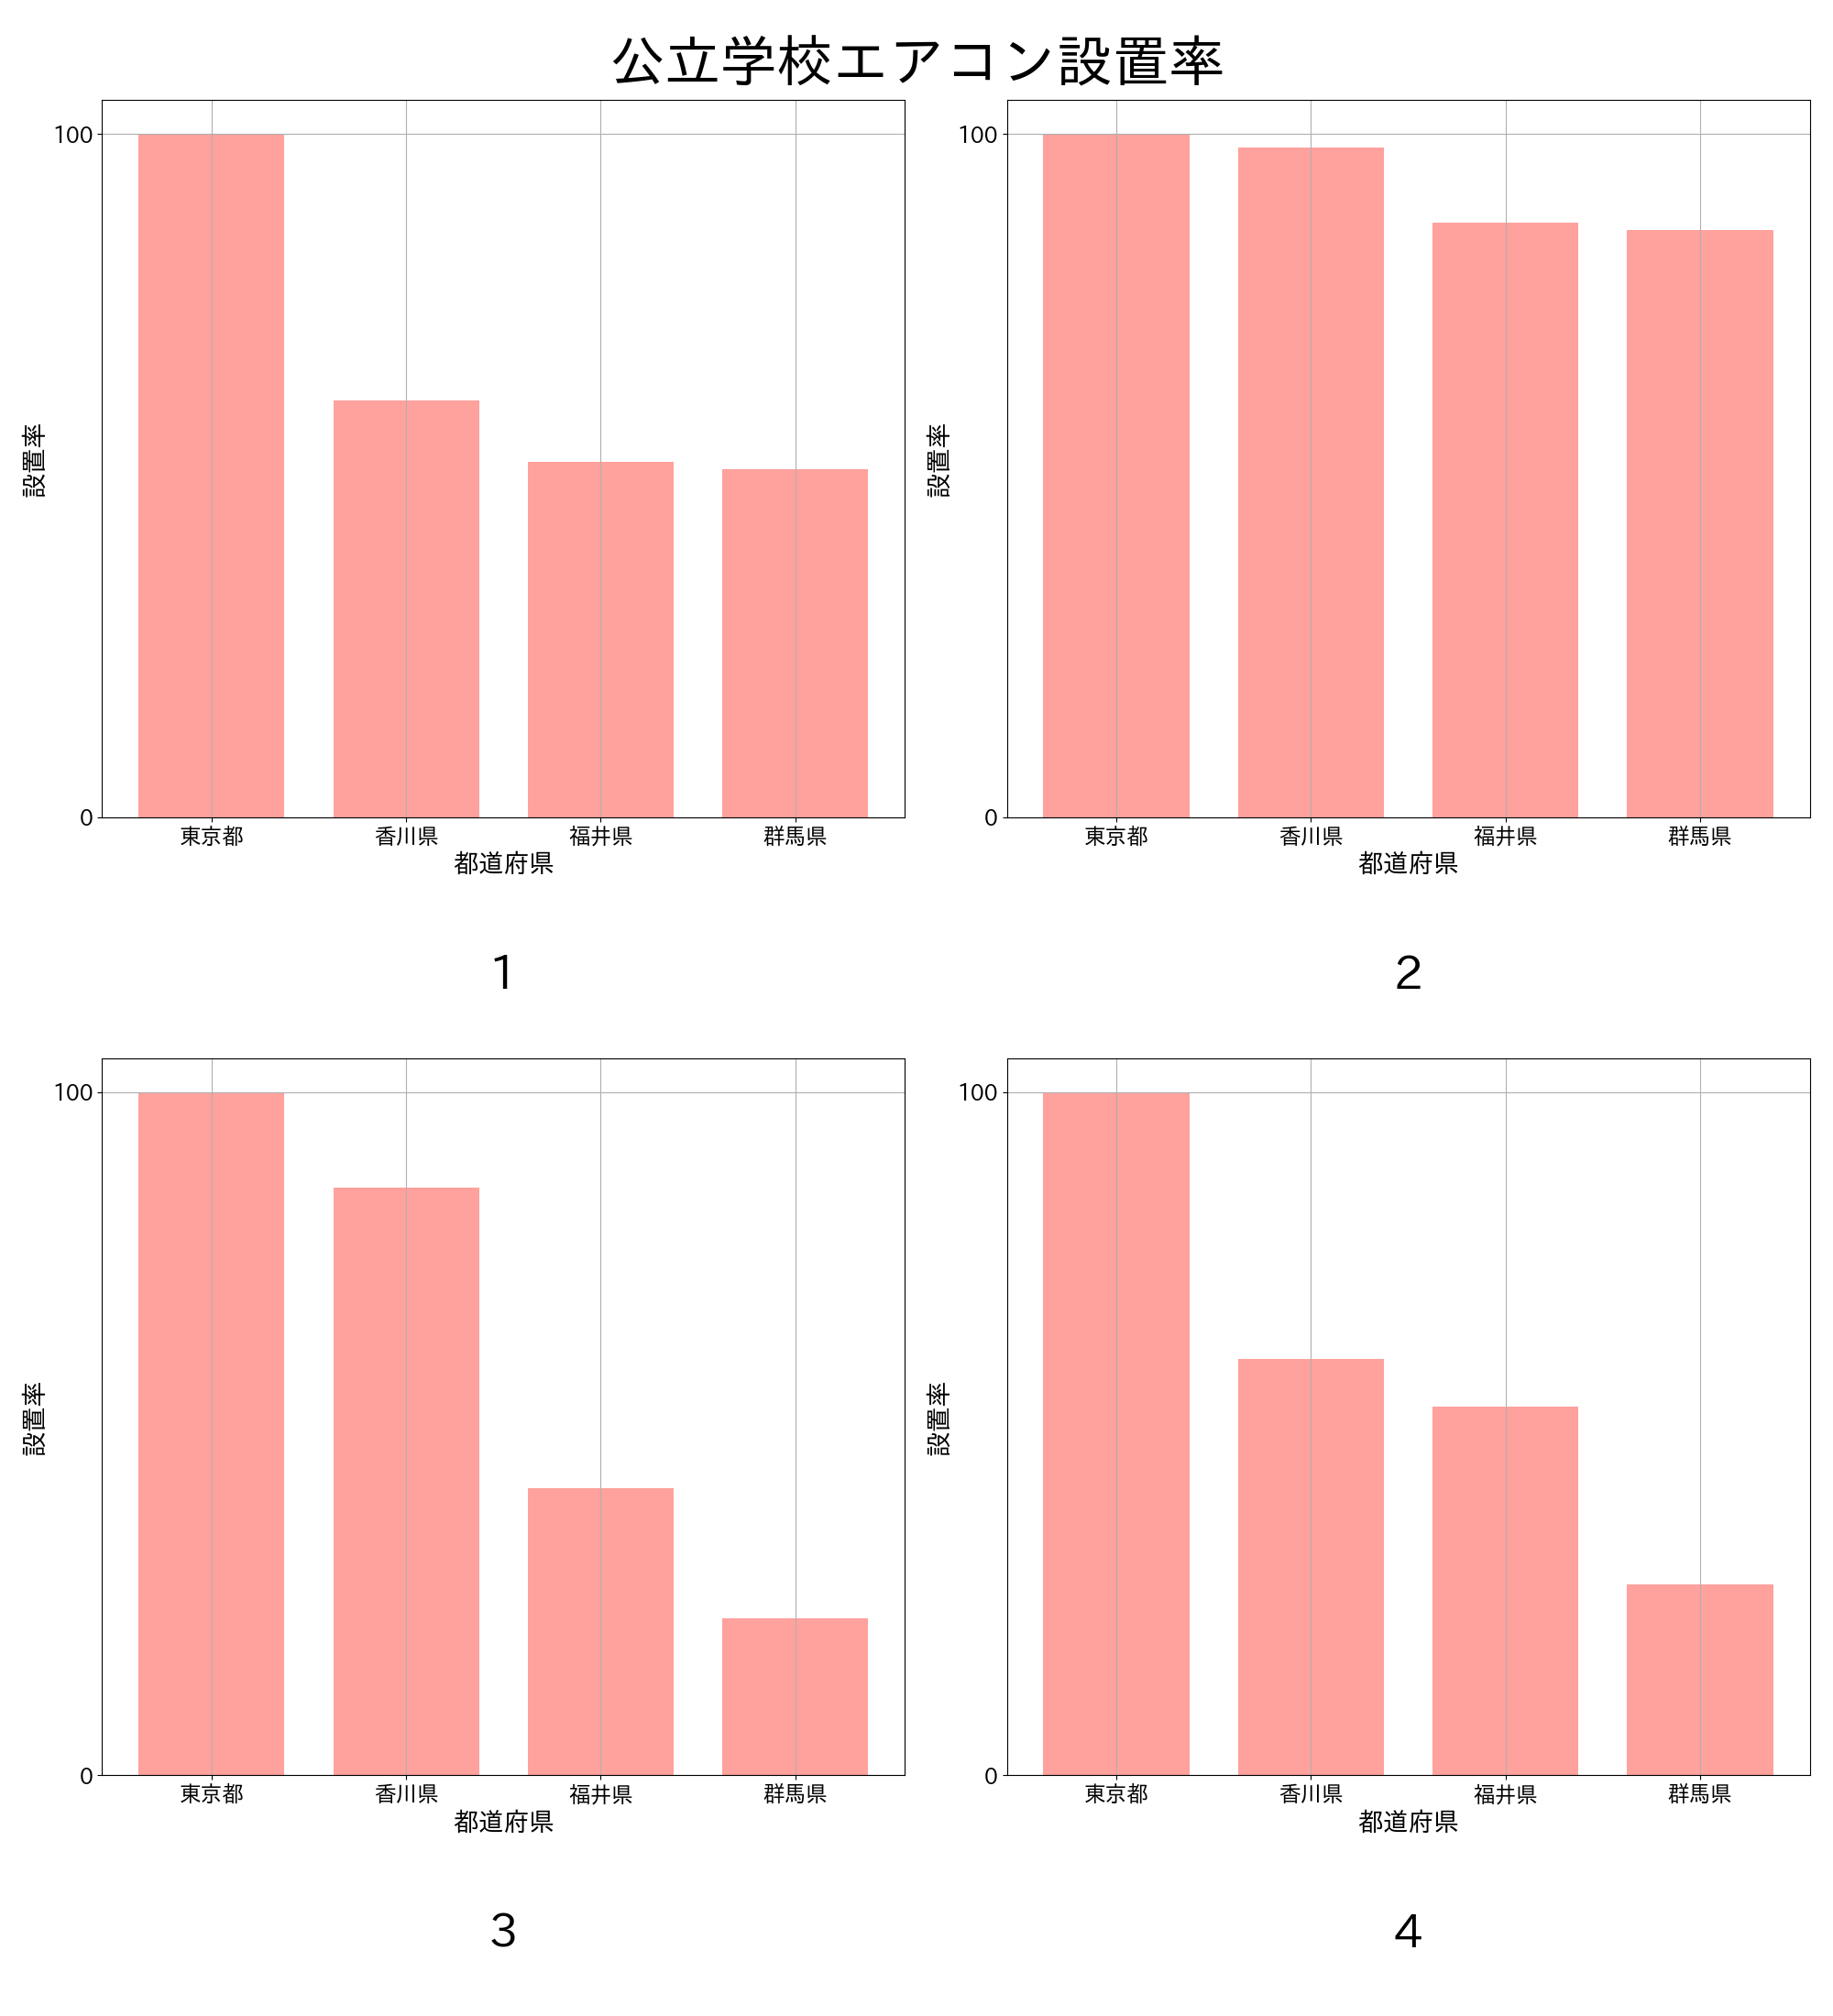 公立学校エアコン設置率
100
0
設置率
東京都 香川県 福井県 群馬県
都道府県
1
100
0
設置率
東京都 香川県 福井県 群馬県
都道府県
2
100
0
設置率
東京都 香川県 福井県 群馬県
都道府県
3
100
0
設置率
東京都 香川県 福井県 群馬県
都道府県
4